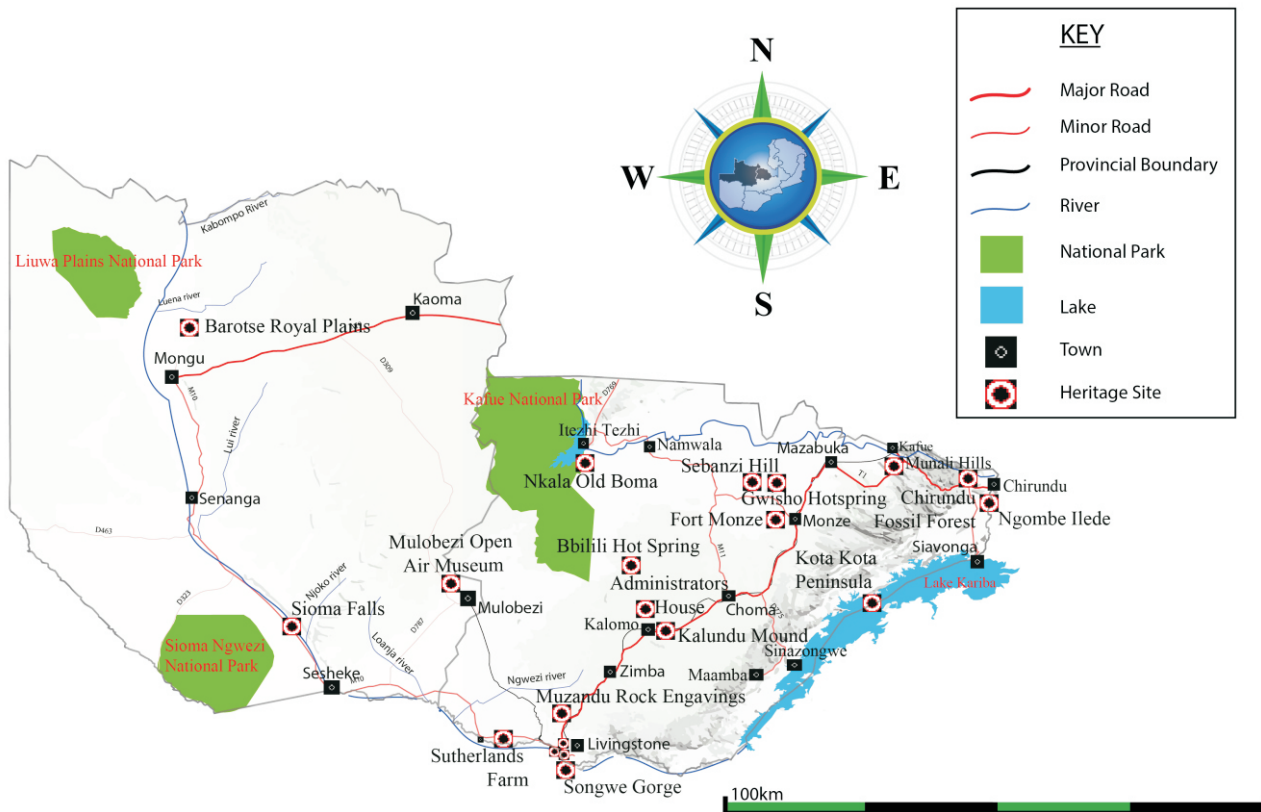 N
W
E
S
KEY
Major Road
Minor Road
Provincial Boundary
River
National Park
Lake
Town
Heritage Site
Kabompo River
Liuwa Plains National Park
Luena river
Kaoma
Barotse Royal Plains
Mongu
M10
D309
Lui river
Kafue National Park
D769
Itezhi Tezhi
Namwala
Mazabuka
Kafue
Sebanzi Hill
Munali Hills
T1
Nkala Old Boma
Gwisho Hotspring
Chirundu
Chirundu
Senanga
Fort Monze
Monze
Fossil Forest
Ngombe Ilede
D463
Mulobezi Open
Air Museum
Bbilili Hot Spring
M11
Kota Kota
Peninsula
Siavonga
Administrators
House
Lake Kariba
Njoko river
Mulobezi
Choma
D775
D323
Sioma Falls
D787
Kalomo
Kalundu Mound
Sioma Ngwezi
National Park
Loanja river
Sinazongwe
Sesheke
M10
Ngwezi river
Zimba
Maamba
Muzandu Rock Engavings
Sutherlands
Farm
Livingstone
Songwe Gorge
100km